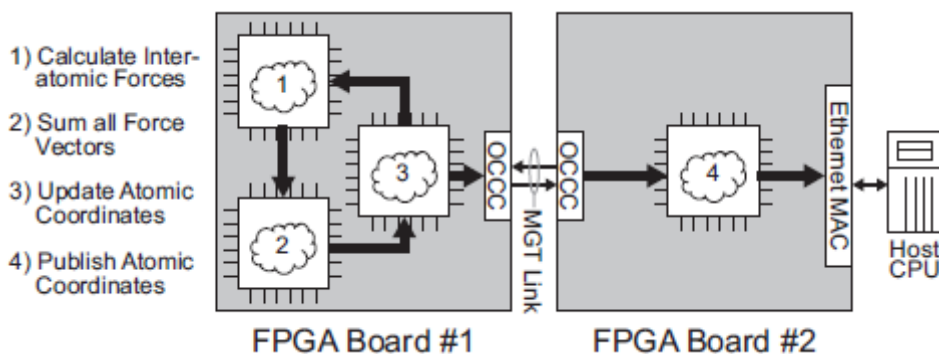 1) Calculate Inter-
atomic Forces
2) Sum all Force
Vectors
3) Update Atomic
Coordinates
4) Publish Atomic
Coordinates
1
2
3
OCCC
MGT Link
OCCC
4
Ethernet MAC
Host
CPU
FPGA Board #1
FPGA Board #2